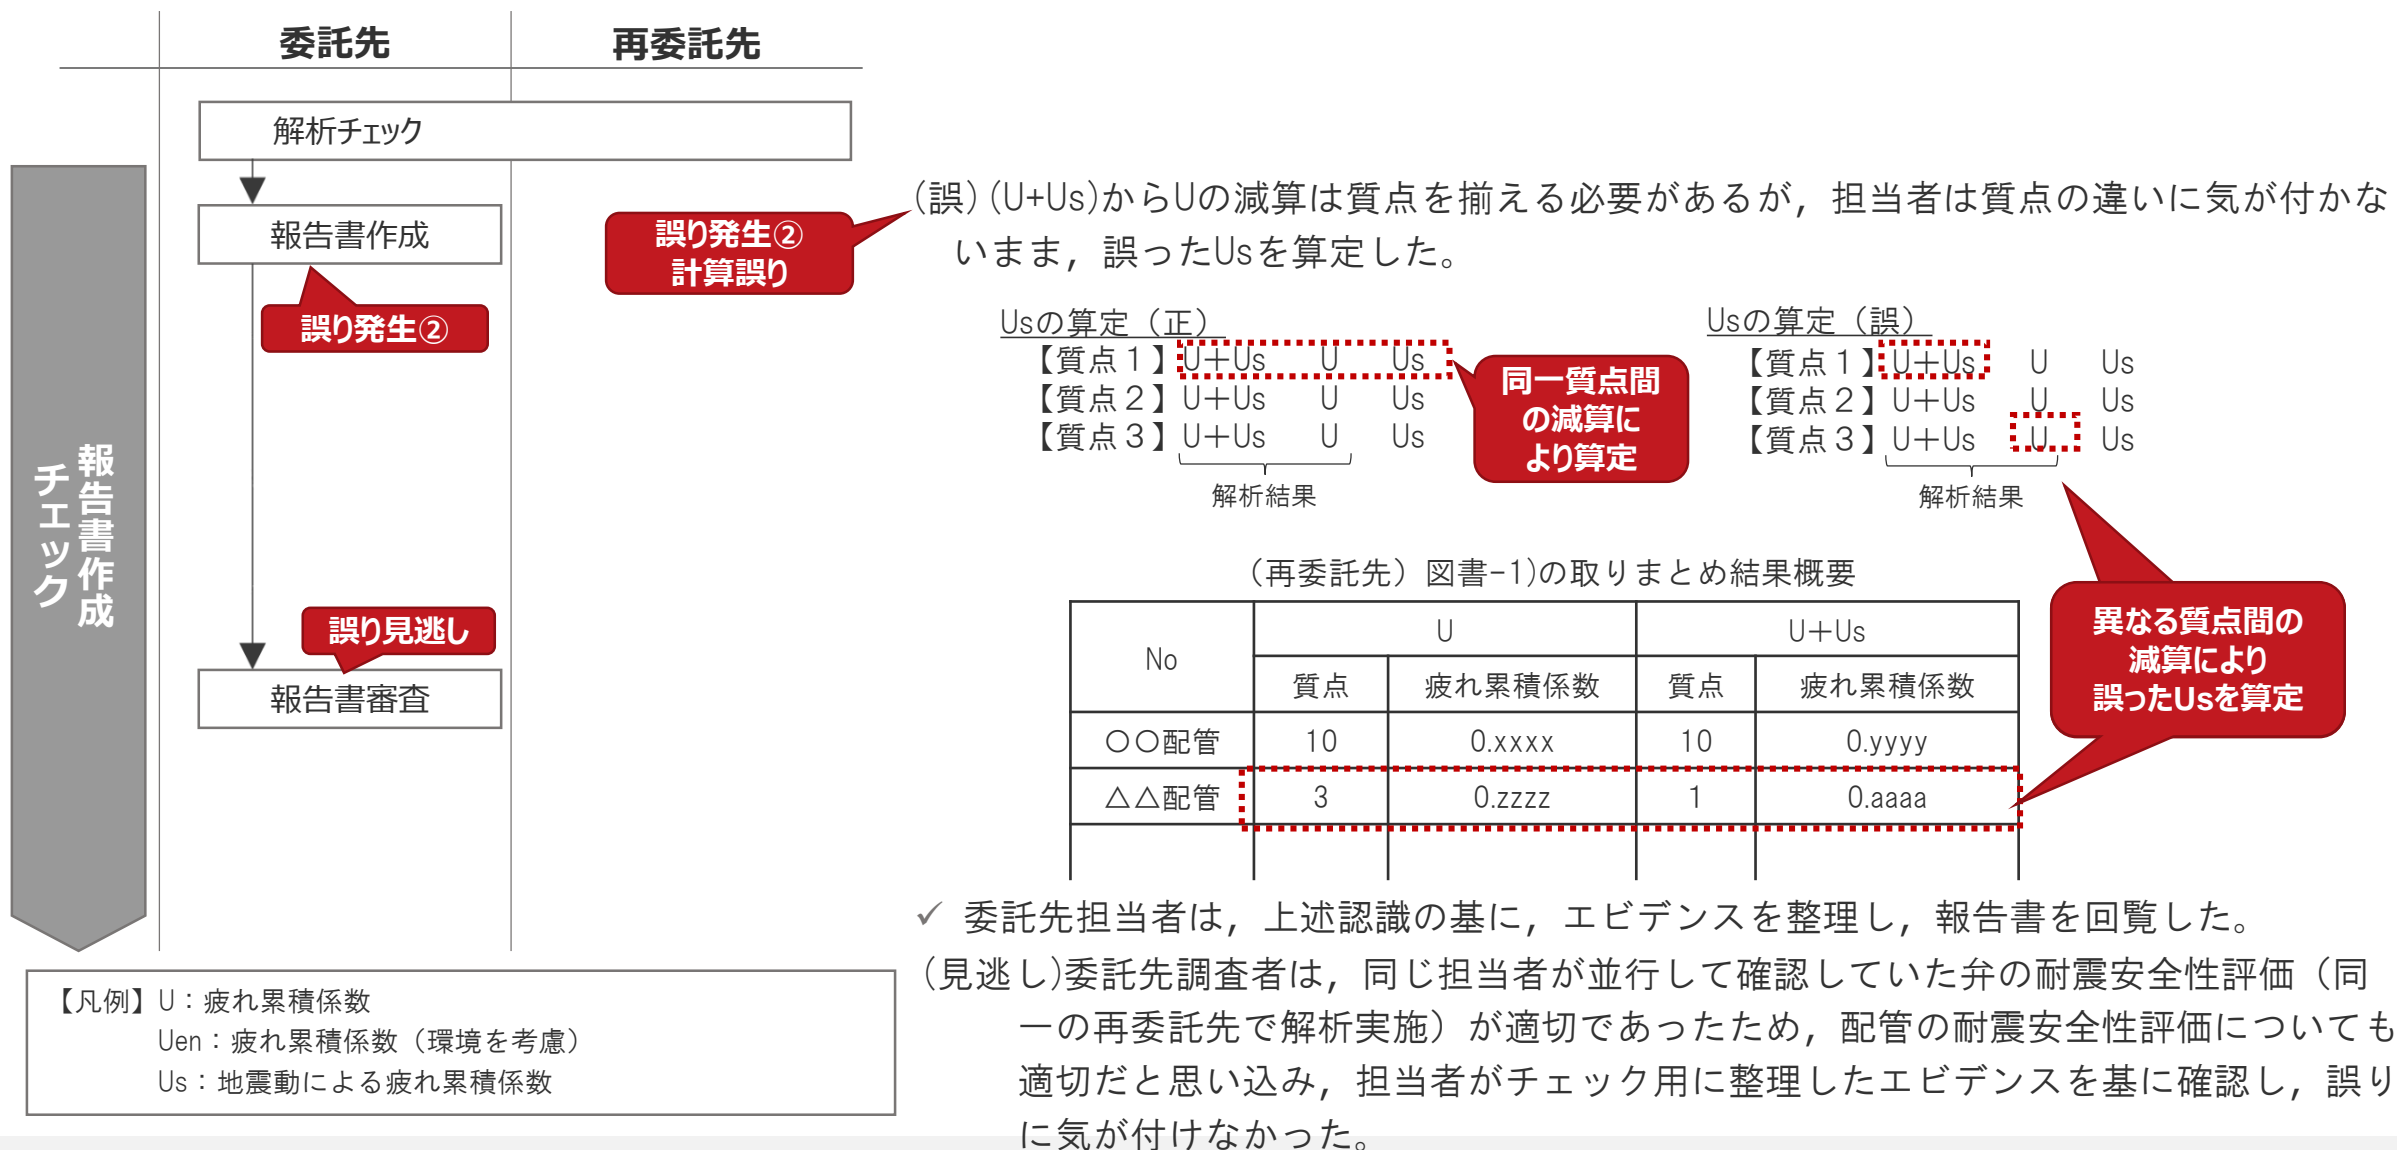 委託先
再委託先
解析チェック
報告書作成
誤り発生②
誤り見逃し
報告書審査
報告書作成
チェック
誤り発生②
計算誤り
(誤)(U+Us)からUの減算は質点を揃える必要があるが，担当者は質点の違いに気が付かな
いまま，誤ったUsを算定した。
Usの算定（正）
【質点１】U＋Us U Us
【質点２】U＋Us U Us
【質点３】U＋Us U Us
解析結果
同一質点間
の減算に
より算定
Usの算定（誤）
【質点１】U＋Us U Us
【質点２】U＋Us U Us
【質点３】U＋Us U Us
解析結果
異なる質点間の
減算により
誤ったUsを算定
（再委託先）図書-1)の取りまとめ結果概要
No U U＋Us
質点 疲れ累積係数 質点 疲れ累積係数
〇〇配管 10 0.xxxx 10 0.yyyy
△△配管 3 0.zzzz 1 0.aaaa
✓ 委託先担当者は，上述認識の基に，エビデンスを整理し，報告書を回覧した。
(見逃し)委託先調査者は，同じ担当者が並行して確認していた弁の耐震安全性評価（同
一の再委託先で解析実施）が適切であったため，配管の耐震安全性評価についても
適切だと思い込み，担当者がチェック用に整理したエビデンスを基に確認し，誤り
に気が付けなかった。
【凡例】U：疲れ累積係数
Uen：疲れ累積係数（環境を考慮）
Us：地震動による疲れ累積係数